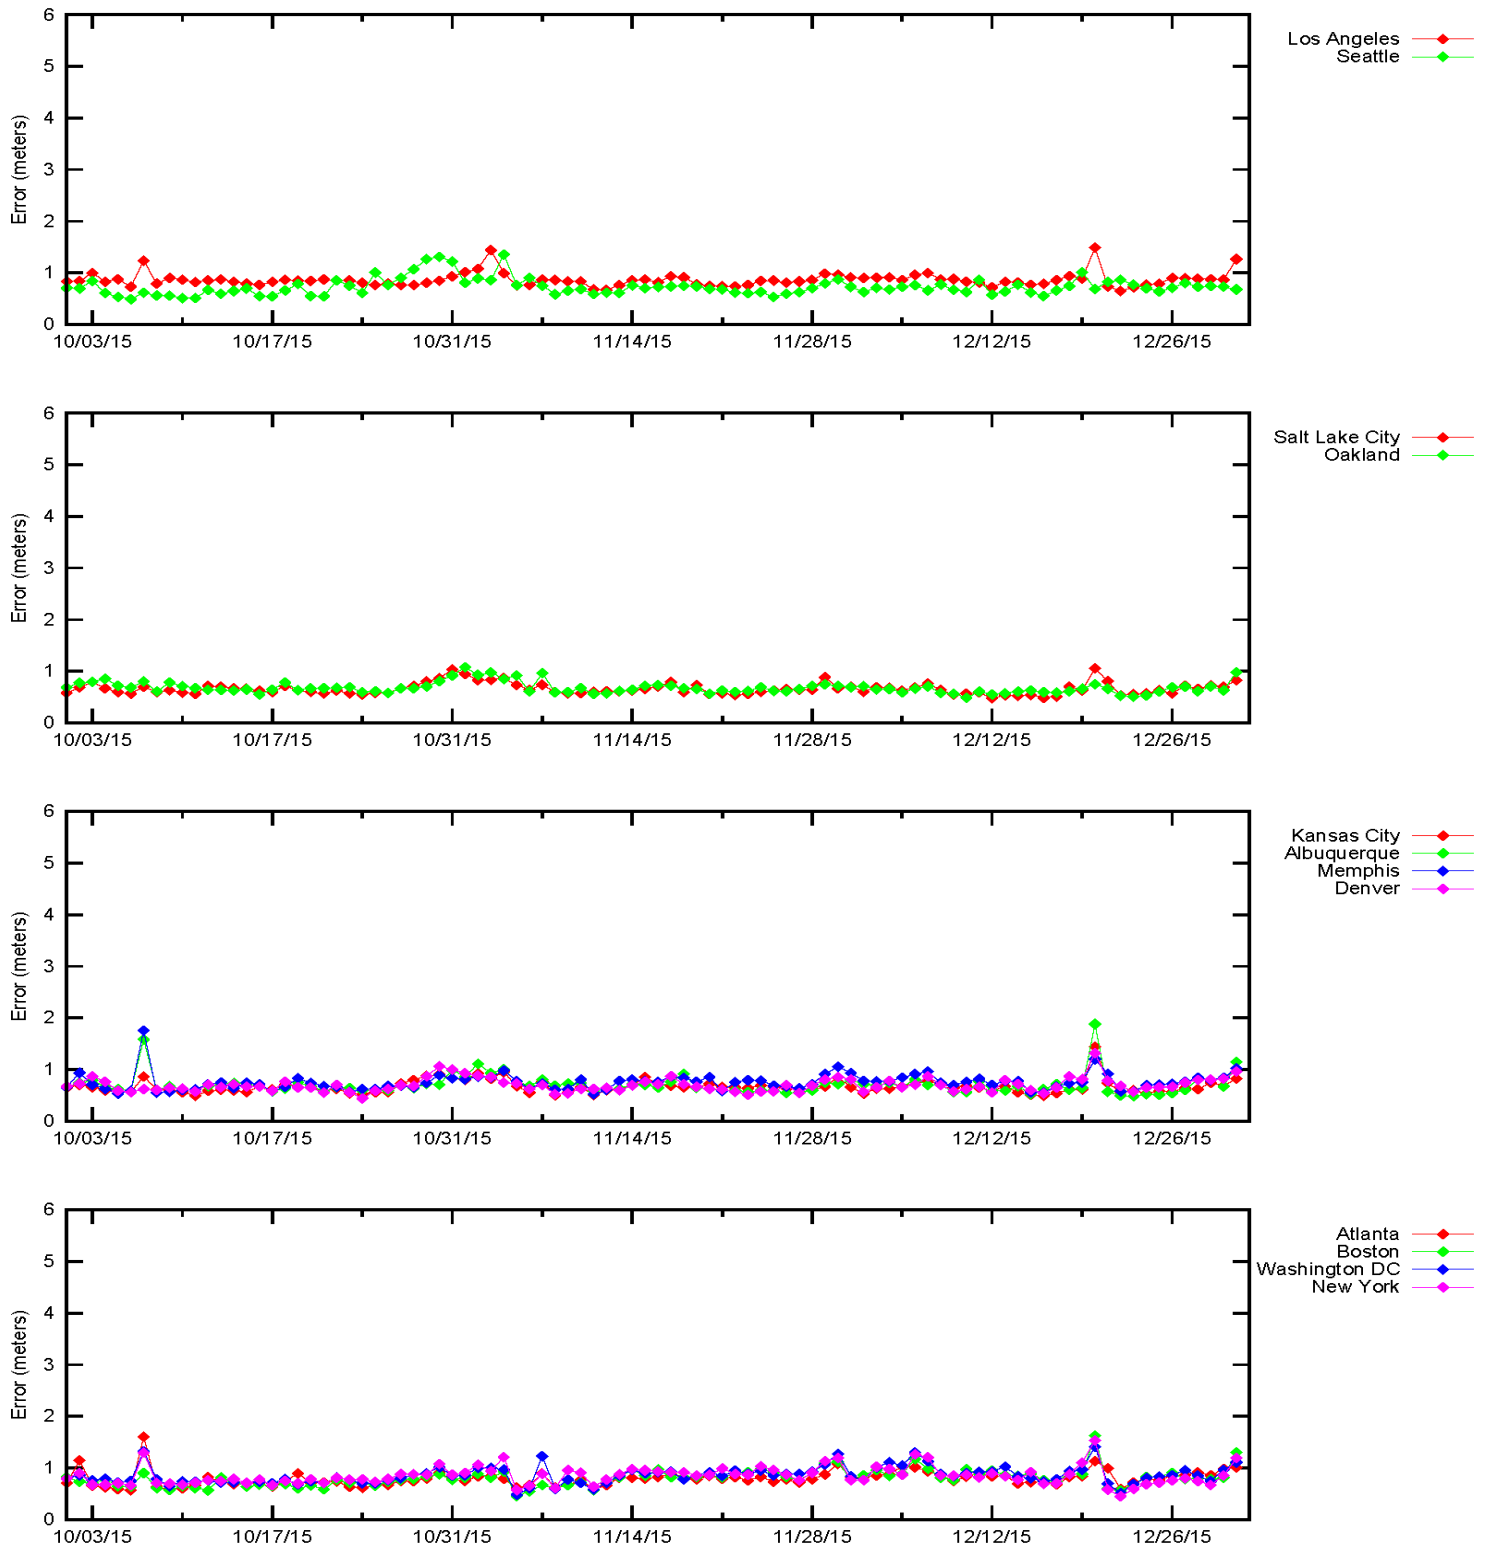 6
5
4
3
2
1
0
Error (meters)
10/03/15 10/17/15 10/31/15 11/14/15 11/28/15 12/12/15 12/26/15
Los Angeles
Seattle
6
5
4
3
2
1
0
Error (meters)
10/03/15 10/17/15 10/31/15 11/14/15 11/28/15 12/12/15 12/26/15
Salt Lake City
Oakland
6
5
4
3
2
1
0
Error (meters)
10/03/15 10/17/15 10/31/15 11/14/15 11/28/15 12/12/15 12/26/15
Kansas City
Albuquerque
Memphis
Denver
6
5
4
3
2
1
0
Error (meters)
10/03/15 10/17/15 10/31/15 11/14/15 11/28/15 12/12/15 12/26/15
Atlanta
Boston
Washington DC
New York